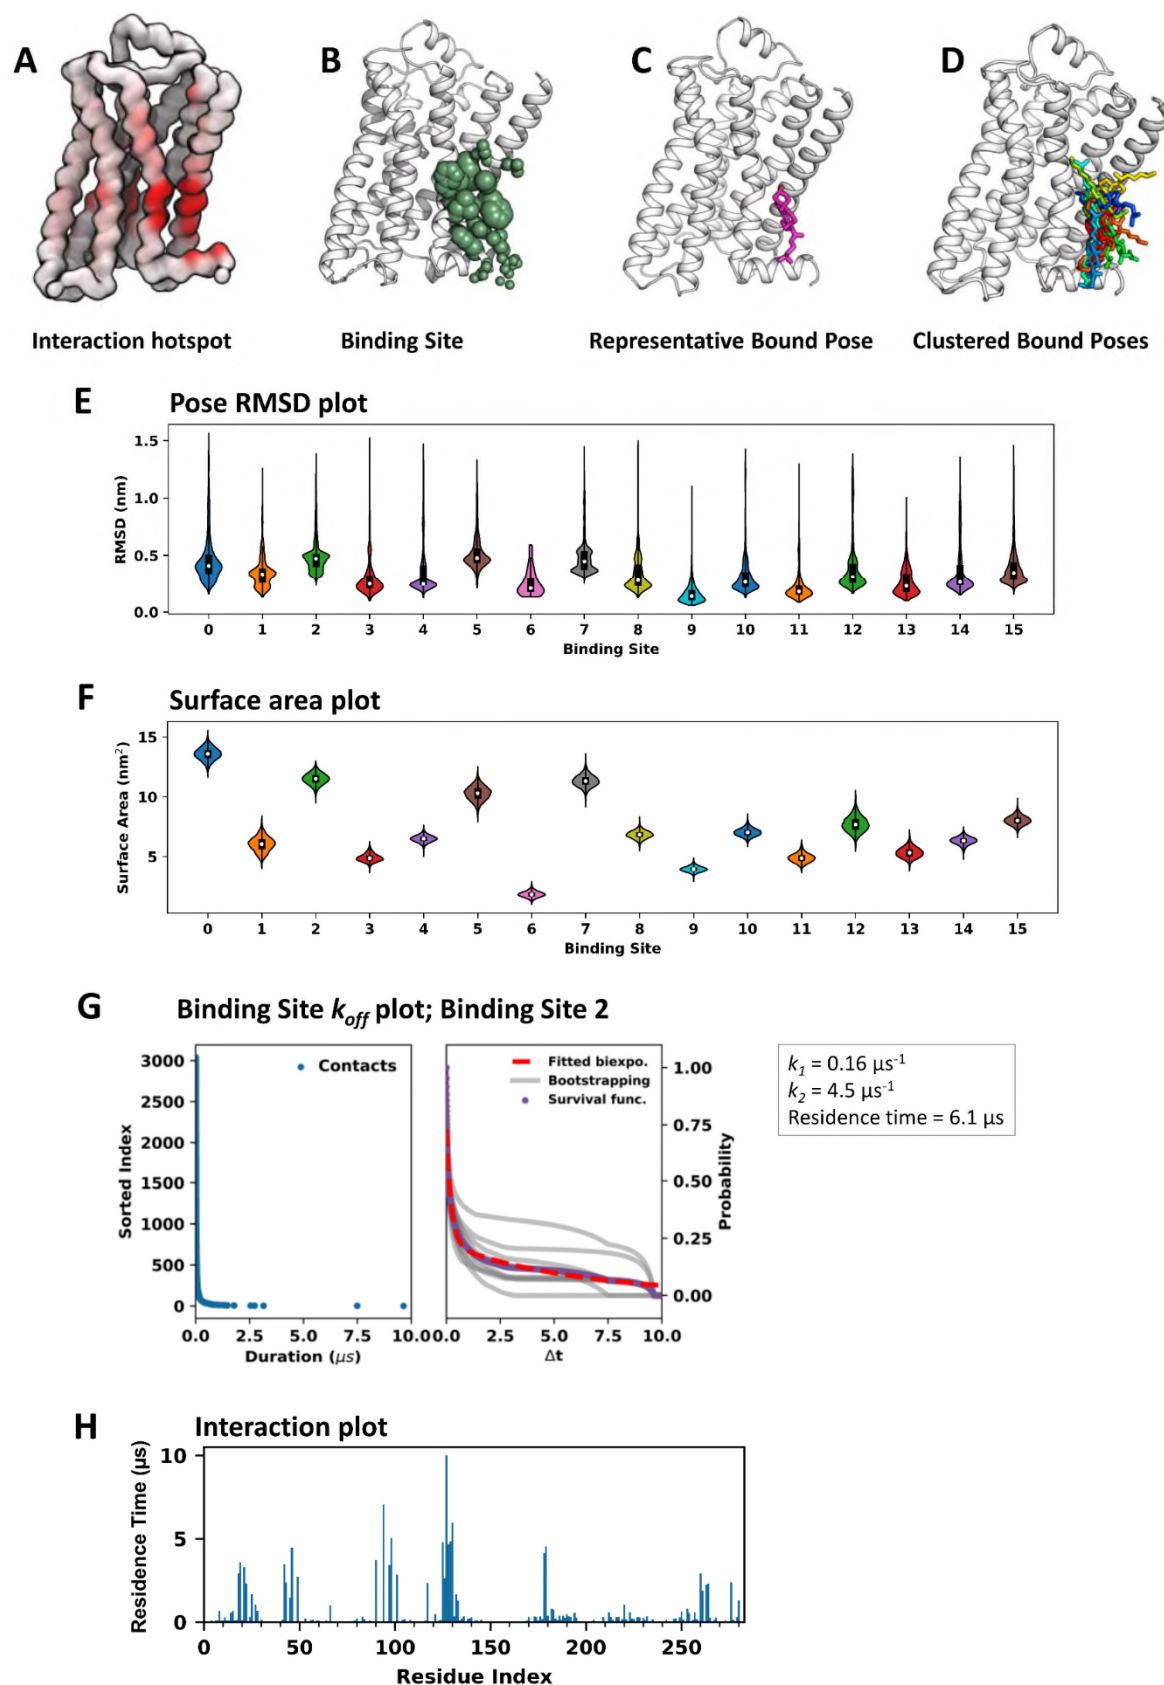 A
B
C
D
Interaction hotspot
Binding Site
Representative Bound Pose
Clustered Bound Poses
E
Pose RMSD plot
RMSD (nm)
1.5
1.0
0.5
0.0
0 1 2 3 4 5 6 7 8 9 10 11 12 13 14 15
Binding Site
F
Surface area plot
Surface Area (nm²)
15
10
5
0 1 2 3 4 5 6 7 8 9 10 11 12 13 14 15
Binding Site
G
Binding Site k_off plot; Binding Site 2
Sorted Index
3000
2500
2000
1500
1000
500
0
Contacts
0.0 2.5 5.0 7.5 10.0
Duration (μs)
Fitted biexpo.
Bootstrapping
Survival func.
1.00
0.75
0.50
0.25
0.00
Probability
0.0 2.5 5.0 7.5 10.0
Δt
k₁ = 0.16 μs⁻¹
k₂ = 4.5 μs⁻¹
Residence time = 6.1 μs
H
Interaction plot
Residence Time (μs)
10
5
0
0 50 100 150 200 250
Residue Index